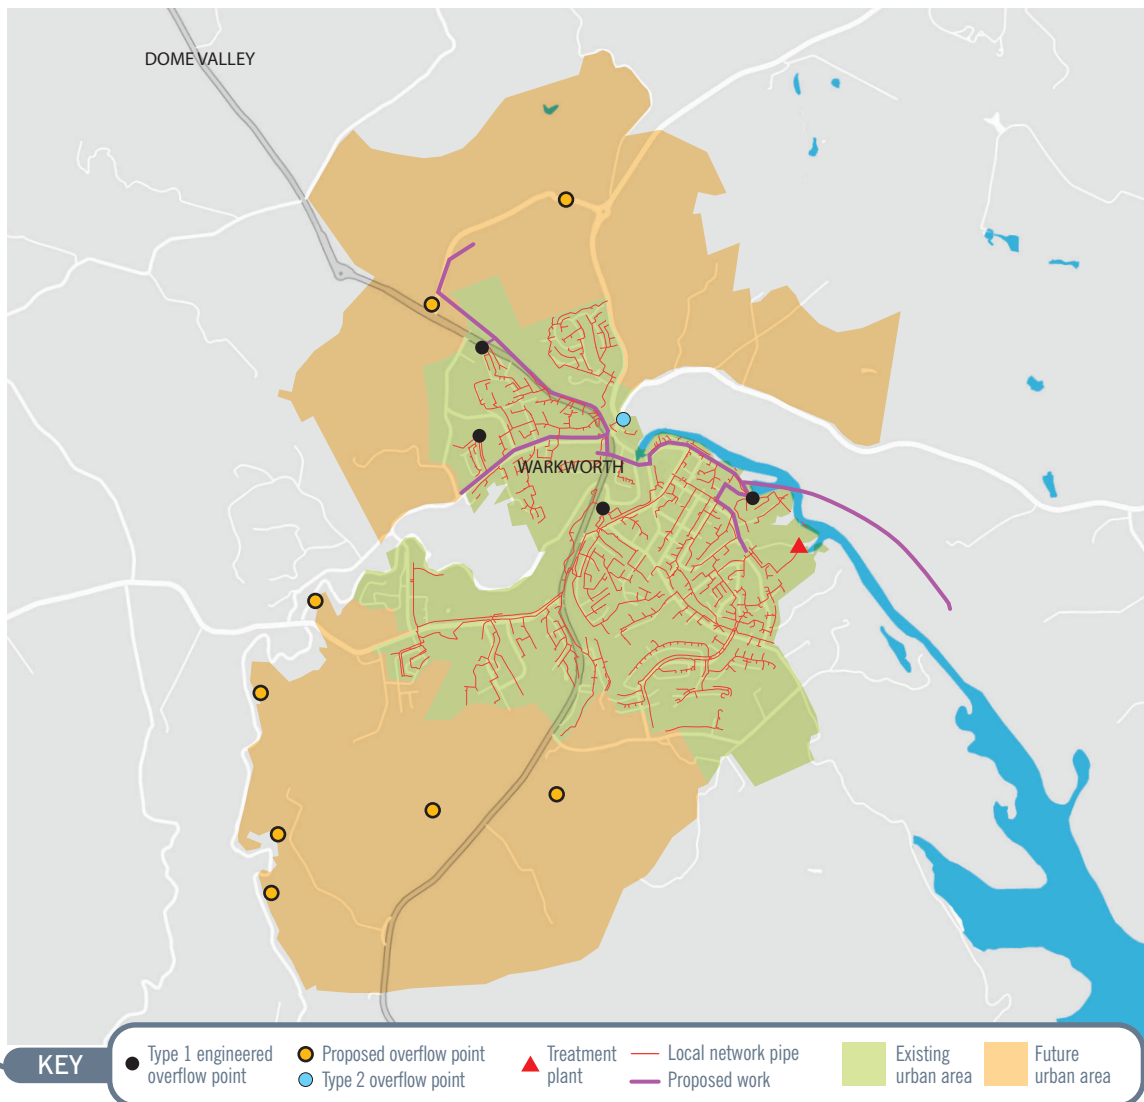 DOME VALLEY
WARKWORTH
KEY
Type 1 engineered
overflow point
Proposed overflow point
Type 2 overflow point
Treatment
plant
Local network pipe
Proposed work
Existing
urban area
Future
urban area